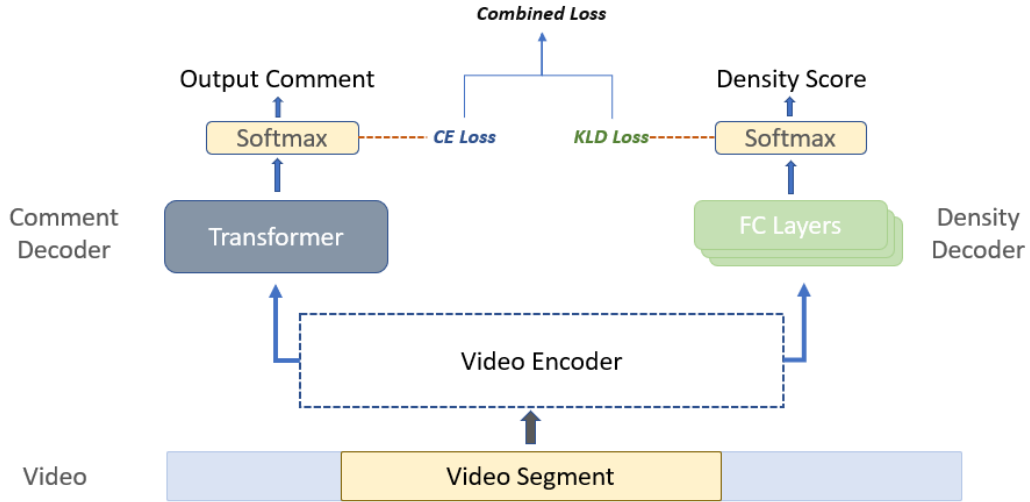 Combined Loss
Output Comment
Density Score
Softmax
CE Loss
KLD Loss
Softmax
Comment
Decoder
Transformer
FC Layers
Density
Decoder
Video Encoder
Video
Video Segment